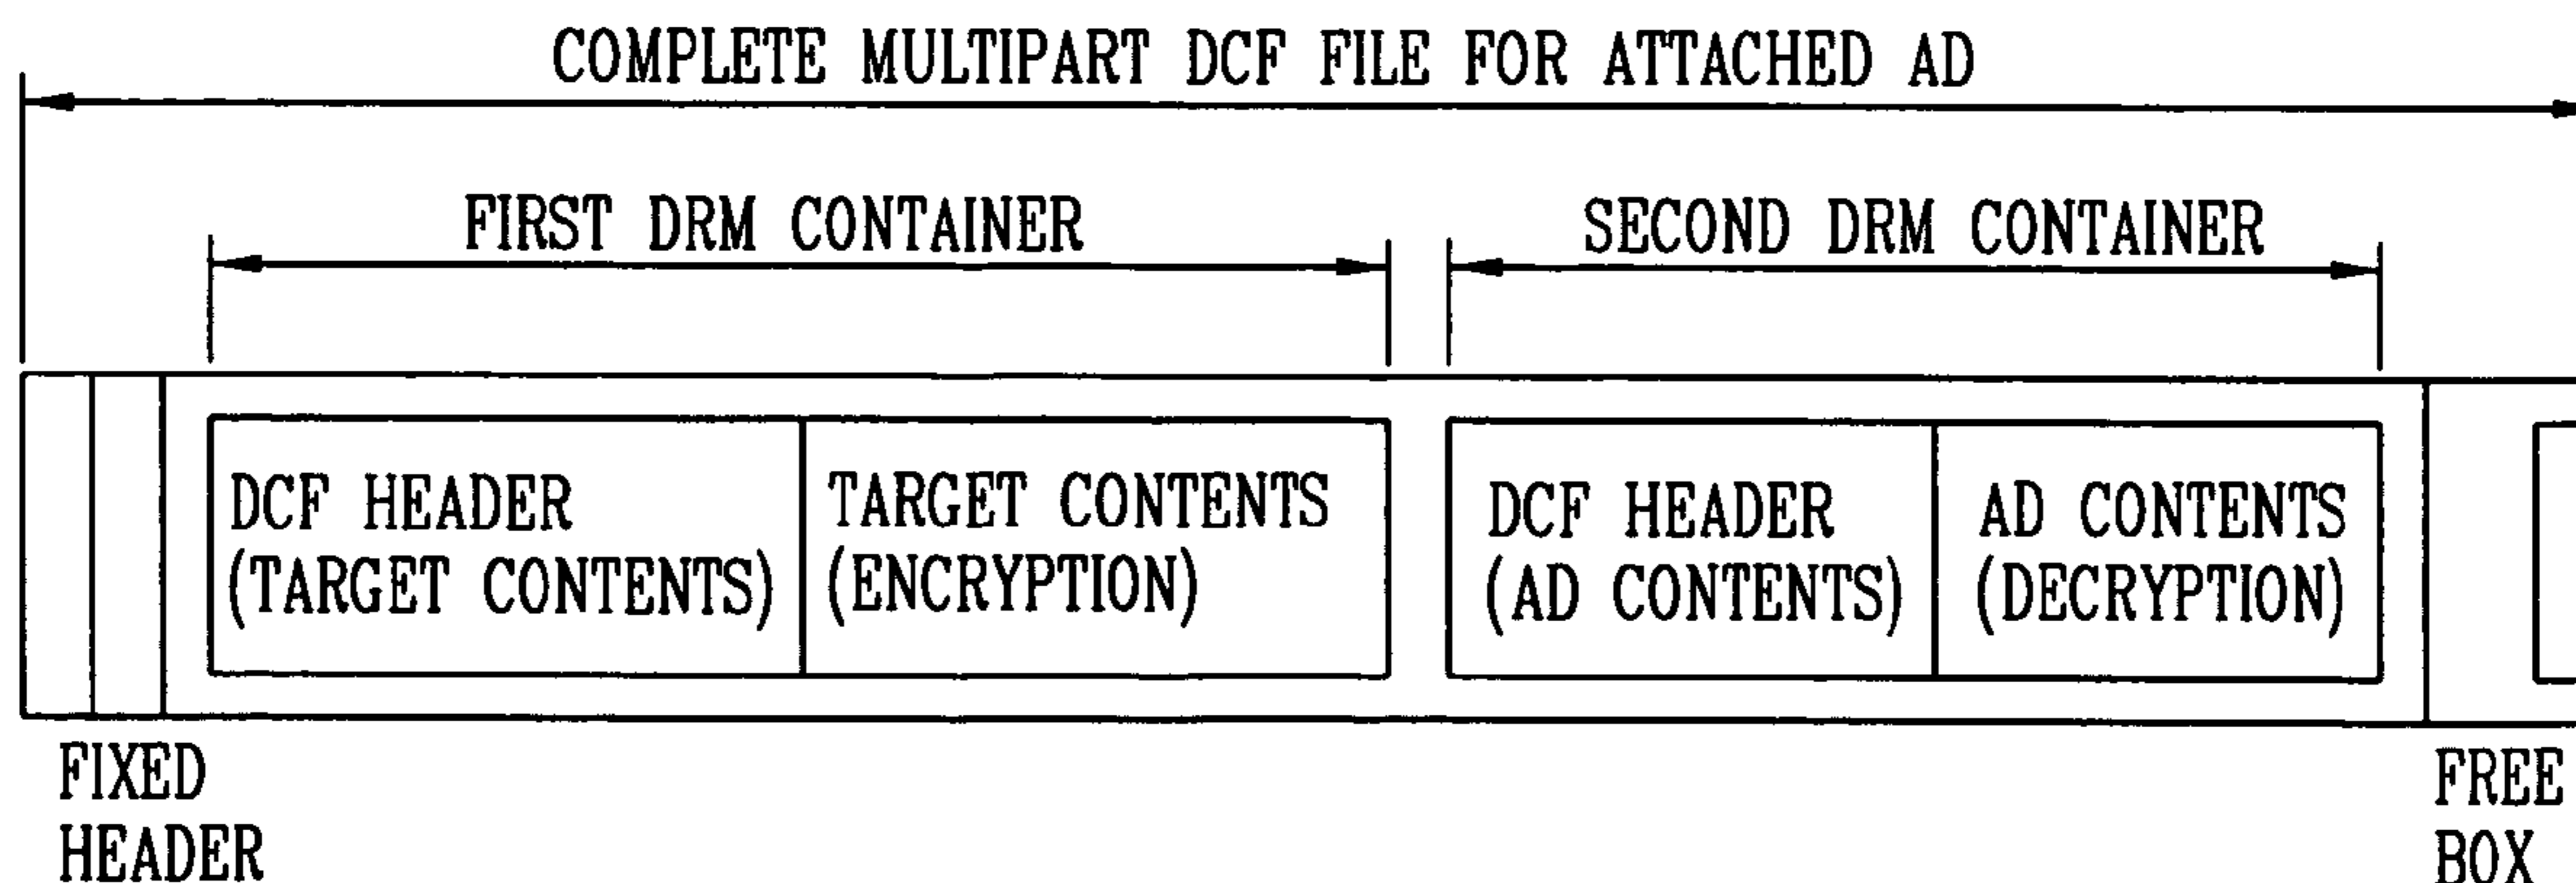 COMPLETE MULTIPART DCF FILE FOR ATTACHED AD
FIRST DRM CONTAINER
SECOND DRM CONTAINER
DCF HEADER
(TARGET CONTENTS)
TARGET CONTENTS
(ENCRYPTION)
DCF HEADER
(AD CONTENTS)
AD CONTENTS
(DECRYPTION)
FIXED
HEADER
FREE
BOX